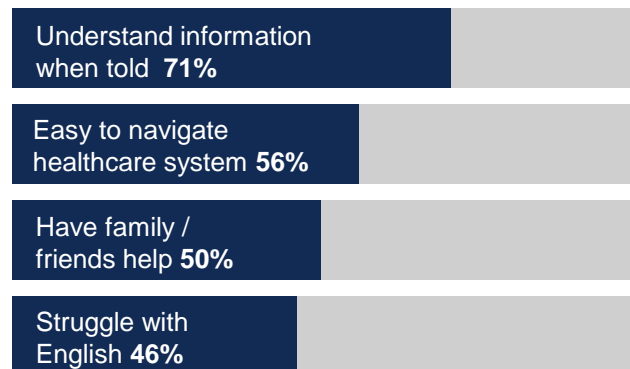 Understand information
when told 71%
Easy to navigate
healthcare system 56%
Have family /
friends help 50%
Struggle with
English 46%